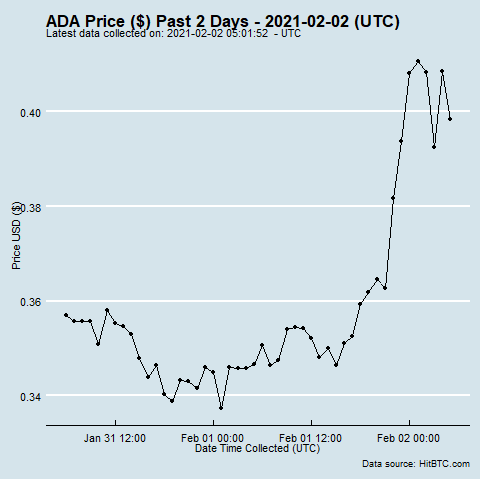 ADA Price ($) Past 2 Days - 2021-02-02 (UTC)
Latest data collected on: 2021-02-02 05:01:52 - UTC
0.40
0.38
0.36
0.34
Price USD ($)
Jan 31 12:00
Feb 01 00:00
Feb 01 12:00
Feb 02 00:00
Date Time Collected (UTC)
Data source: HitBTC.com